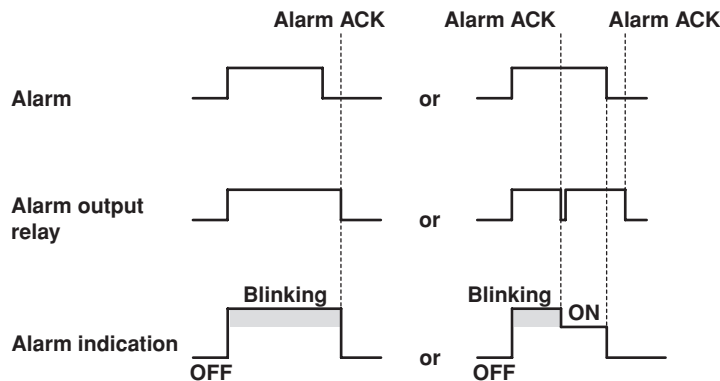 Alarm ACK Alarm ACK Alarm ACK
Alarm or
Alarm output
relay or
Blinking Blinking ON
Alarm indication or
OFF OFF